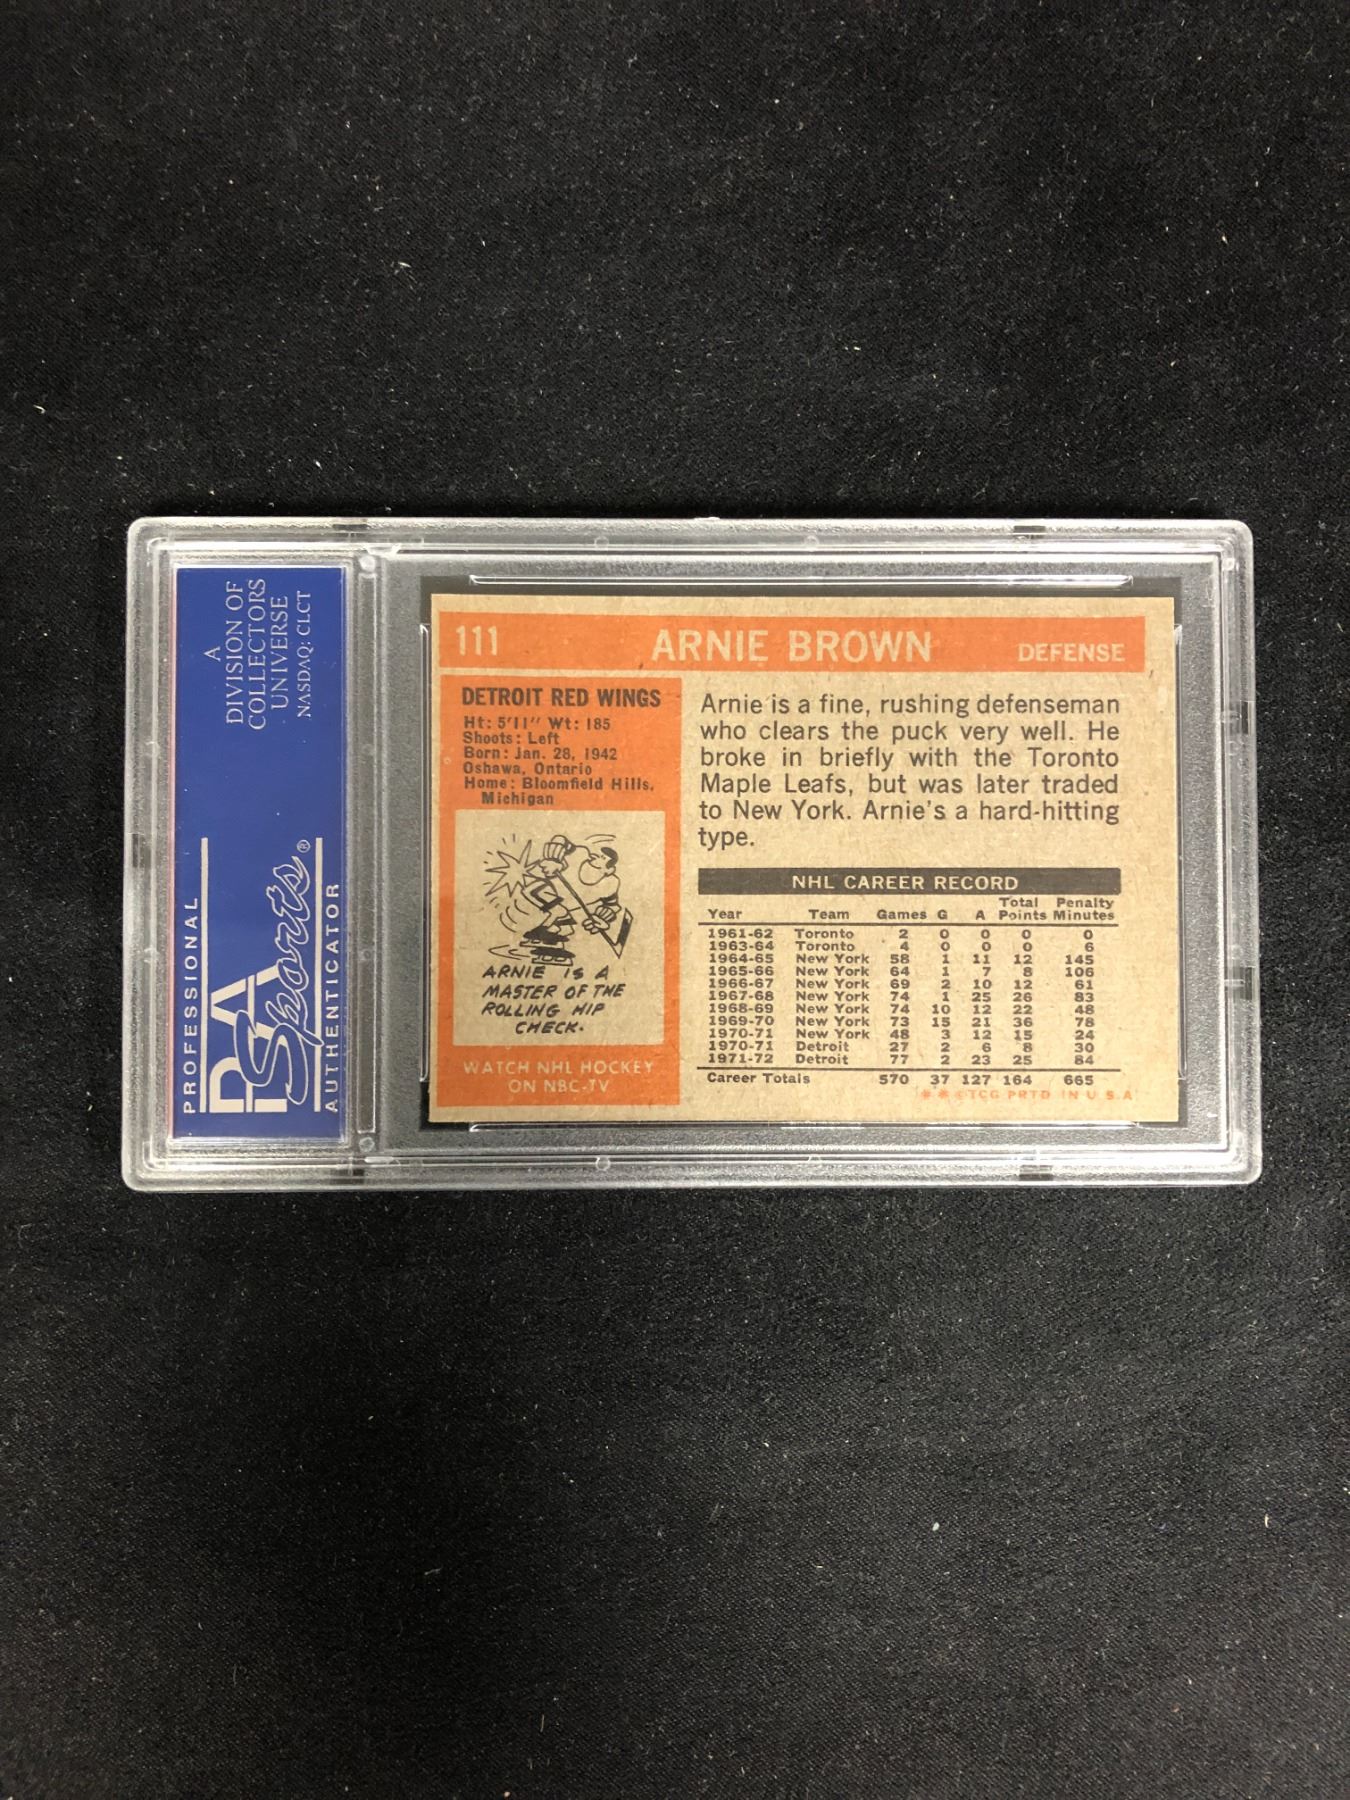 A
DIVISION OF
COLLECTORS
UNIVERSE
NASDAQ: CLCT
PROFESSIONAL
PSA
Sports®
AUTHENTICATOR
111 ARNIE BROWN DEFENSE
DETROIT RED WINGS
Ht: 5'11" Wt: 185
Shoots: Left
Born: Jan. 28, 1942
Oshawa, Ontario
Home: Bloomfield Hills,
Michigan
ARNIE IS A
MASTER OF THE
ROLLING HIP
CHECK.
WATCH NHL HOCKEY
ON NBC-TV
Arnie is a fine, rushing defenseman
who clears the puck very well. He
broke in briefly with the Toronto
Maple Leafs, but was later traded
to New York. Arnie's a hard-hitting
type.
NHL CAREER RECORD
Total Penalty
Year Team Games G A Points Minutes
1961-62 Toronto 2 0 0 0 0
1963-64 Toronto 4 0 0 0 6
1964-65 New York 58 1 11 12 145
1965-66 New York 64 1 7 8 106
1966-67 New York 69 2 10 12 61
1967-68 New York 74 1 25 26 83
1968-69 New York 74 10 12 22 48
1969-70 New York 73 15 21 36 78
1970-71 New York 48 3 12 15 24
1970-71 Detroit 27 2 6 8 30
1971-72 Detroit 77 2 23 25 84
Career Totals 570 37 127 164 665
**©TCG PRTD IN U S A